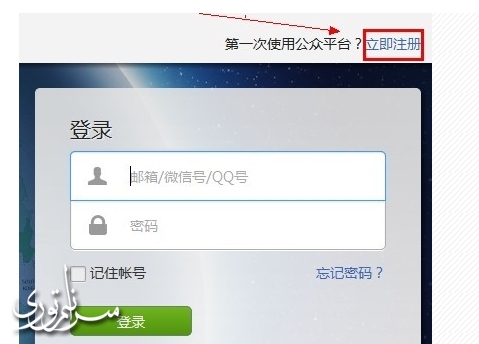 第一次使用公众平台？立即注册
登录
邮箱/微信号/QQ号
密码
记住帐号 忘记密码？
登录